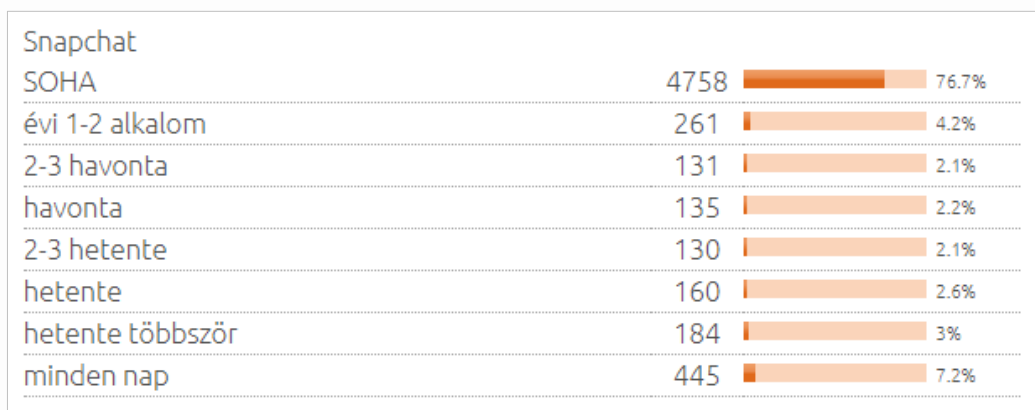 Snapchat
SOHA 4758 76.7%
évi 1-2 alkalom 261 4.2%
2-3 havonta 131 2.1%
havonta 135 2.2%
2-3 hetente 130 2.1%
hetente 160 2.6%
hetente többször 184 3%
minden nap 445 7.2%